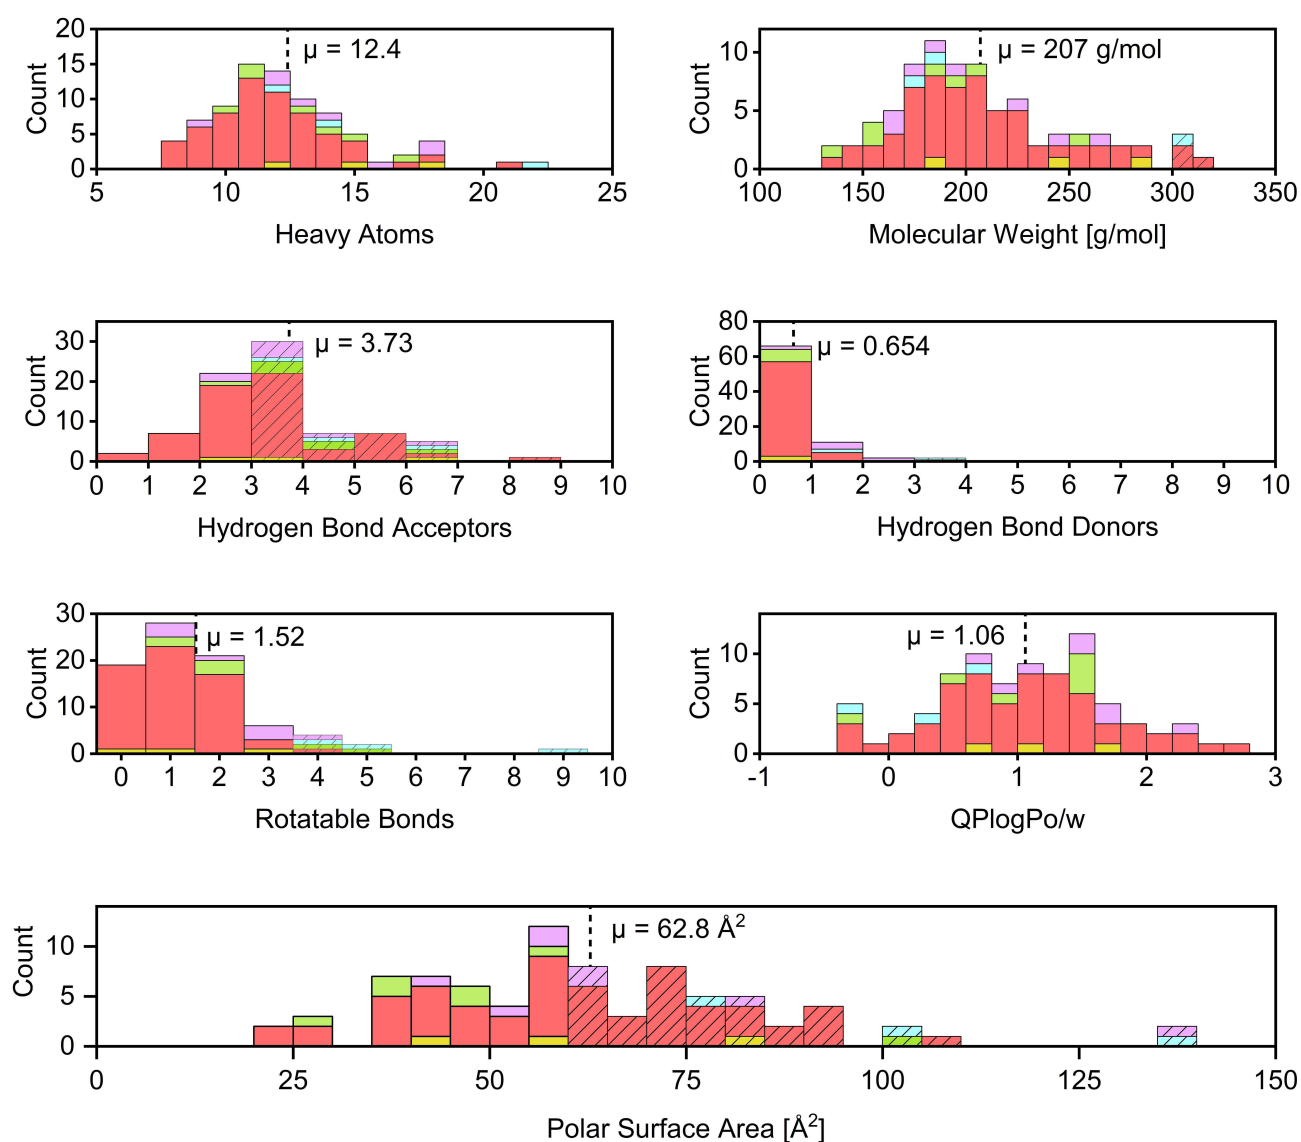 20
15
10
5
0
Count
μ = 12.4
5 10 15 20 25
Heavy Atoms
10
5
0
Count
μ = 207 g/mol
100 150 200 250 300 350
Molecular Weight [g/mol]
30
20
10
0
Count
μ = 3.73
0 1 2 3 4 5 6 7 8 9 10
Hydrogen Bond Acceptors
80
60
40
20
0
Count
μ = 0.654
0 1 2 3 4 5 6 7 8 9 10
Hydrogen Bond Donors
30
20
10
0
Count
μ = 1.52
0 1 2 3 4 5 6 7 8 9 10
Rotatable Bonds
10
5
0
Count
μ = 1.06
-1 0 1 2 3
QPlogPo/w
10
5
0
Count
μ = 62.8 Å²
0 25 50 75 100 125 150
Polar Surface Area [Å²]